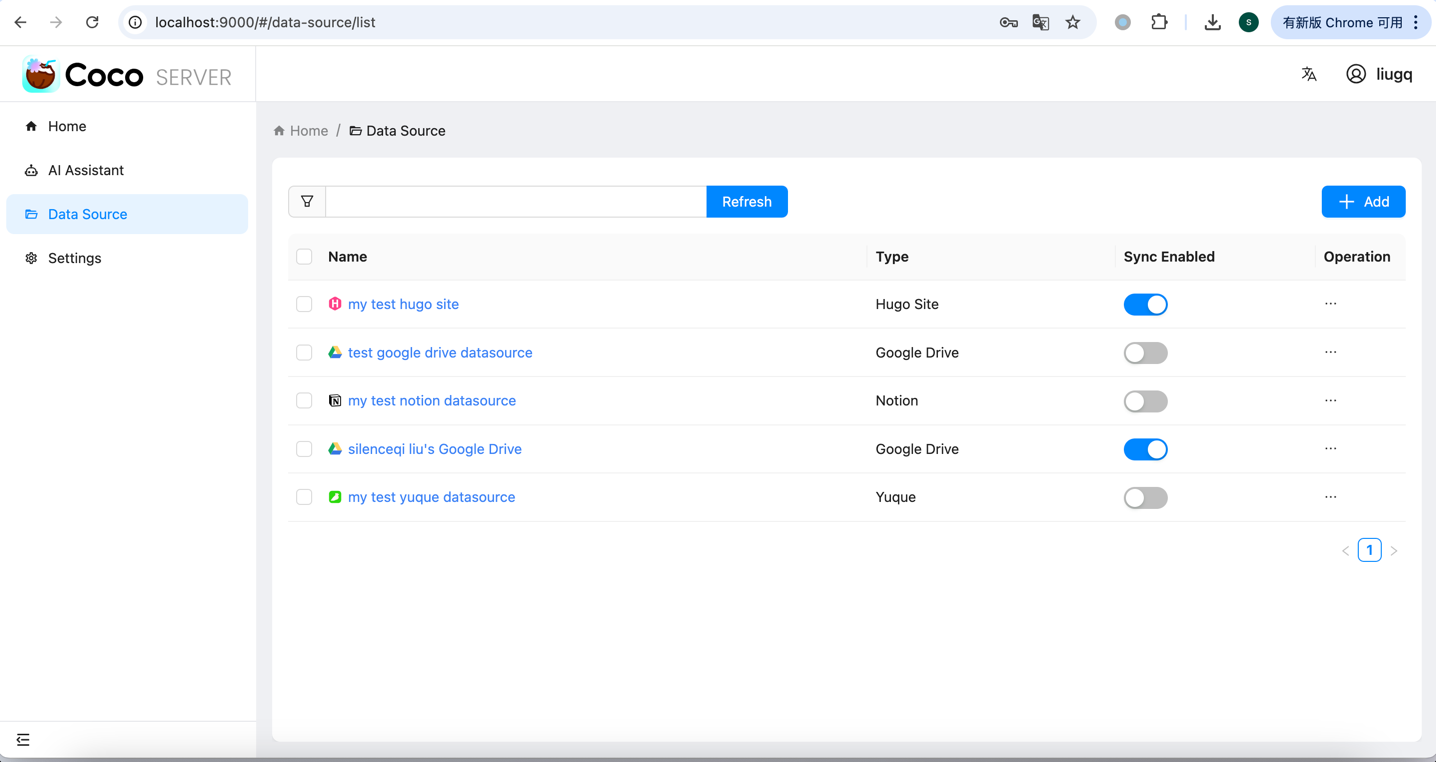 localhost:9000/#/data-source/list
S
有新版 Chrome 可用
Coco SERVER
liugq
Home
AI Assistant
Data Source
Settings
Home / Data Source
Refresh
Add
Name Type Sync Enabled Operation
my test hugo site Hugo Site ...
test google drive datasource Google Drive ...
my test notion datasource Notion ...
silenceqi liu's Google Drive Google Drive ...
my test yuque datasource Yuque ...
< 1 >